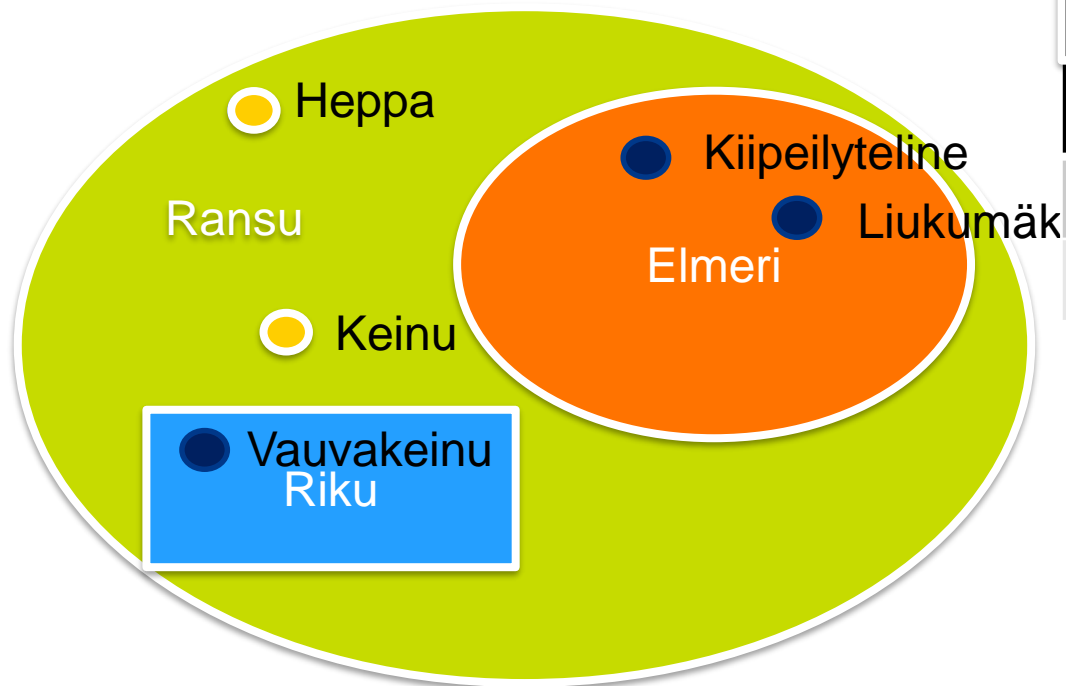 Heppa
Kiipeilyteline
Ransu
Liukumäk
Elmeri
Keinu
Vauvakeinu
Riku